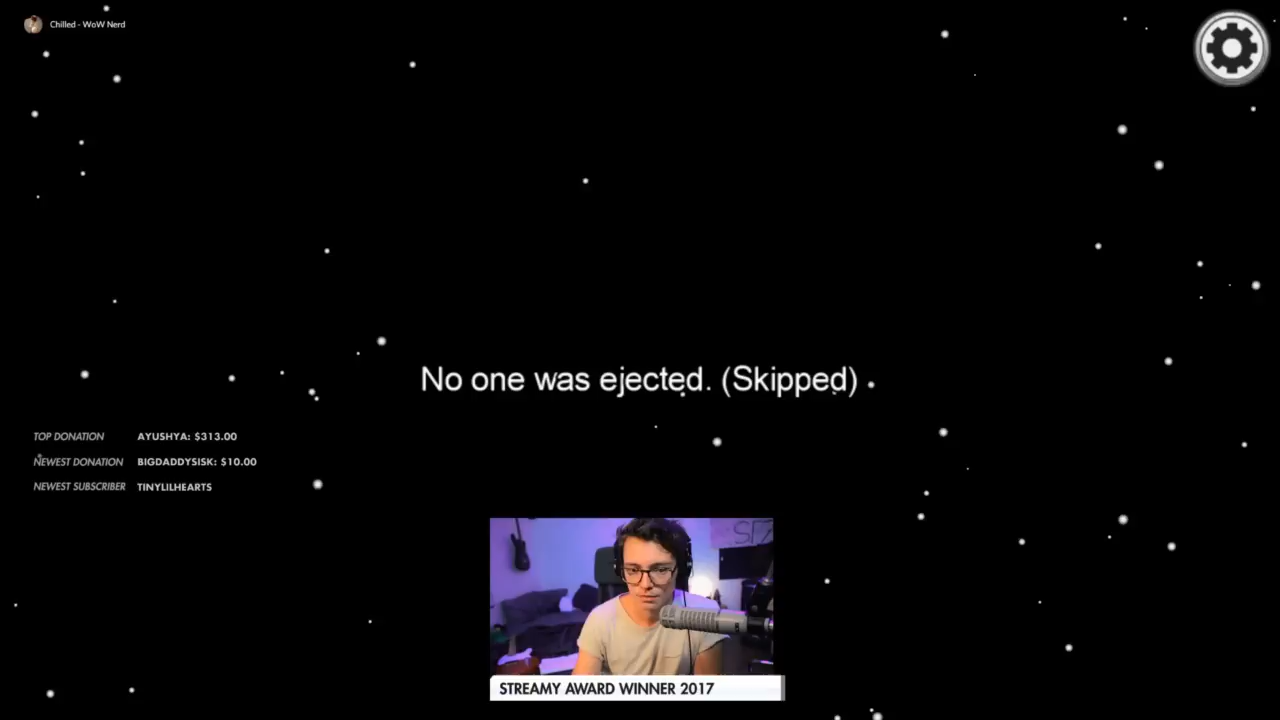 Chilled - WoW Nerd
No one was ejected. (Skipped)
TOP DONATION AYUSHYA: $313.00
NEWEST DONATION BIGDADDYSISK: $10.00
NEWEST SUBSCRIBER TINYLILHEARTS
STREAMY AWARD WINNER 2017